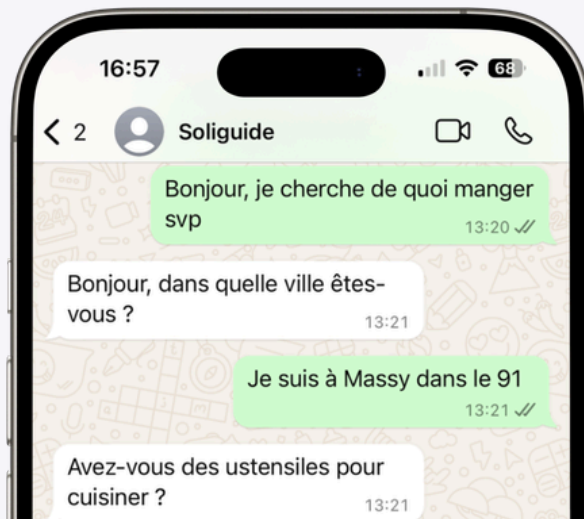 16:57
68
2
Soliguide
Bonjour, je cherche de quoi manger
svp
13:20
Bonjour, dans quelle ville êtes-
vous ?
13:21
Je suis à Massy dans le 91
13:21
Avez-vous des ustensiles pour
cuisiner ?
13:21